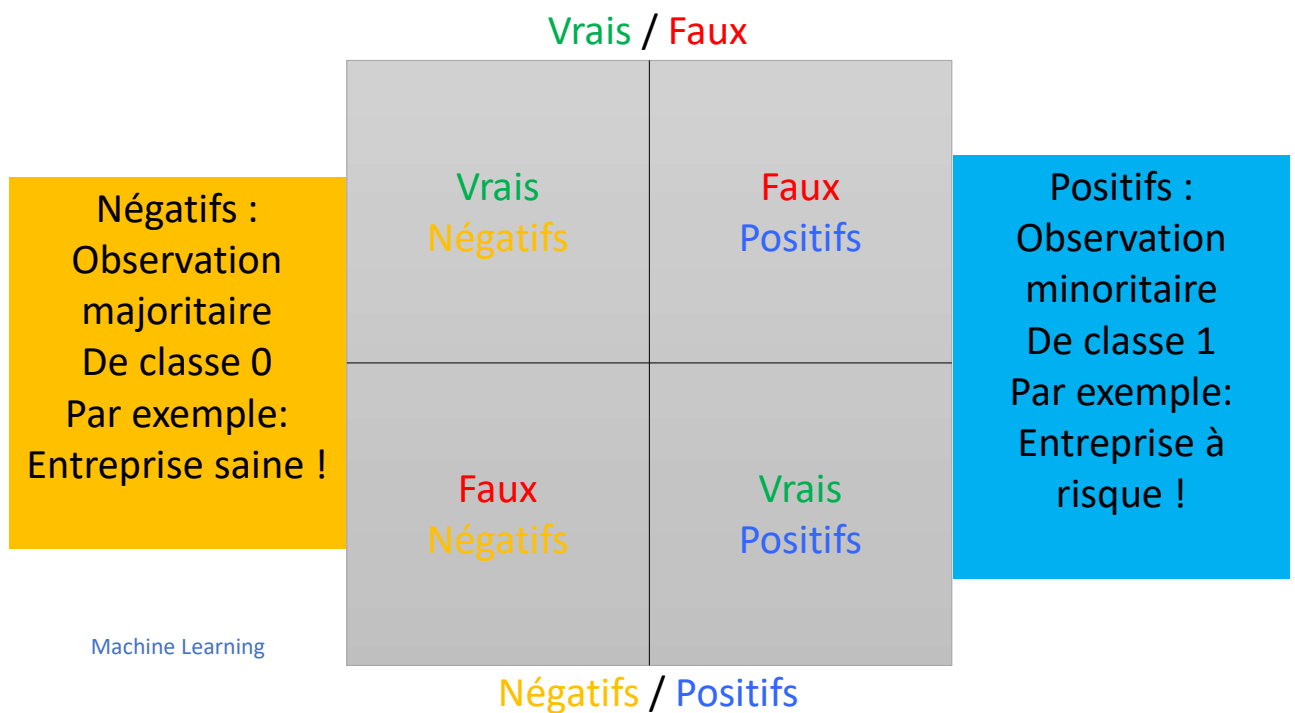 Vrais / Faux
Négatifs :
Observation
majoritaire
De classe 0
Par exemple:
Entreprise saine !
Vrais
Négatifs
Faux
Positifs
Faux
Négatifs
Vrais
Positifs
Positifs :
Observation
minoritaire
De classe 1
Par exemple:
Entreprise à
risque !
Machine Learning
Négatifs / Positifs